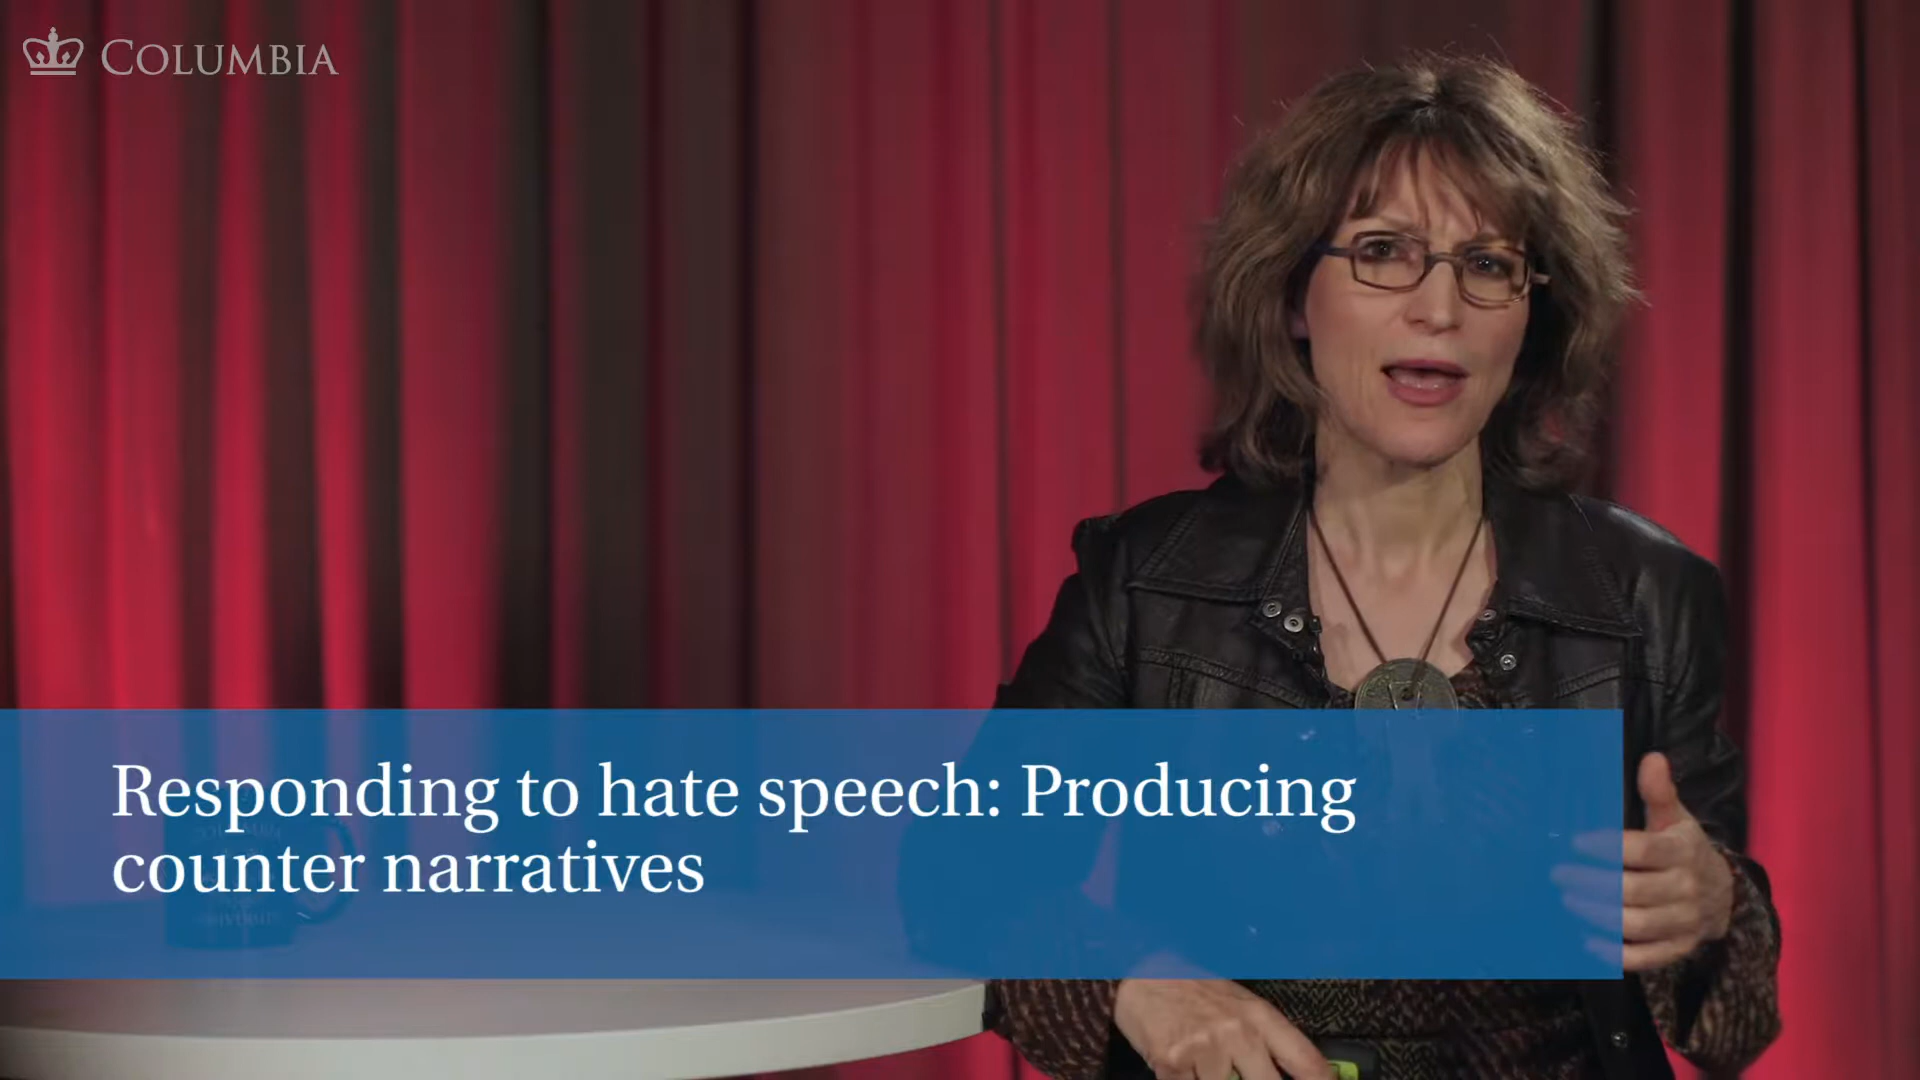 COLUMBIA
Responding to hate speech: Producing
counter narratives